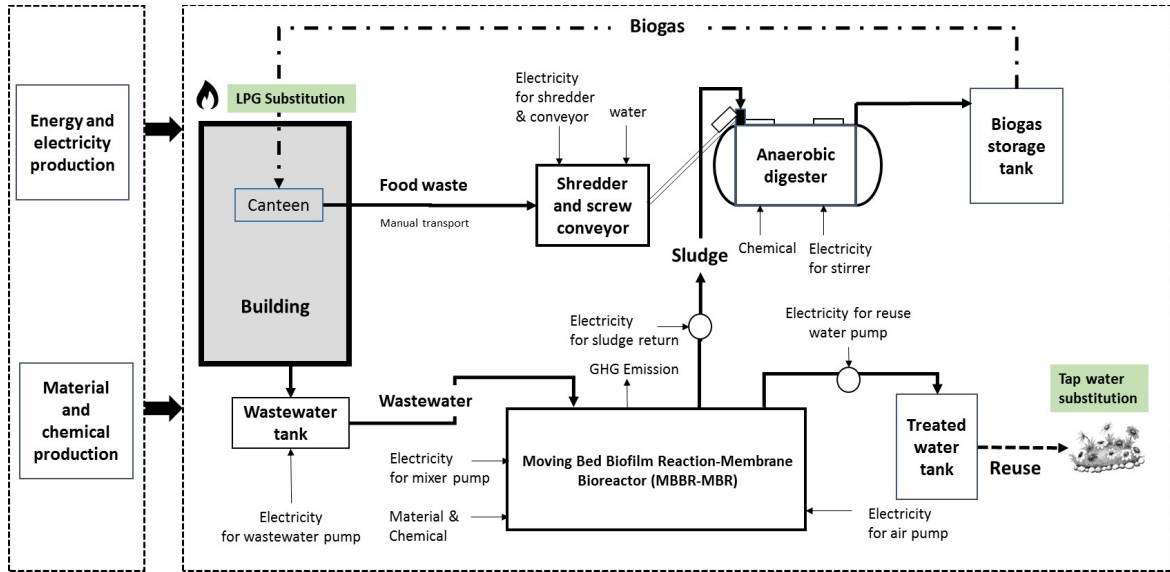 Biogas
LPG Substitution
Energy and
electricity
production
Canteen
Building
Food waste
Manual transport
Electricity
for shredder
& conveyor
water
Shredder
and screw
conveyor
Anaerobic
digester
Biogas
storage
tank
Chemical
Electricity
for stirrer
Sludge
Electricity
for sludge return
GHG Emission
Electricity for reuse
water pump
Material
and
chemical
production
Wastewater
tank
Wastewater
Electricity
for wastewater pump
Electricity
for mixer pump
Material &
Chemical
Moving Bed Biofilm Reaction-Membrane
Bioreactor (MBBR-MBR)
Electricity
for air pump
Treated
water
tank
Reuse
Tap water
substitution